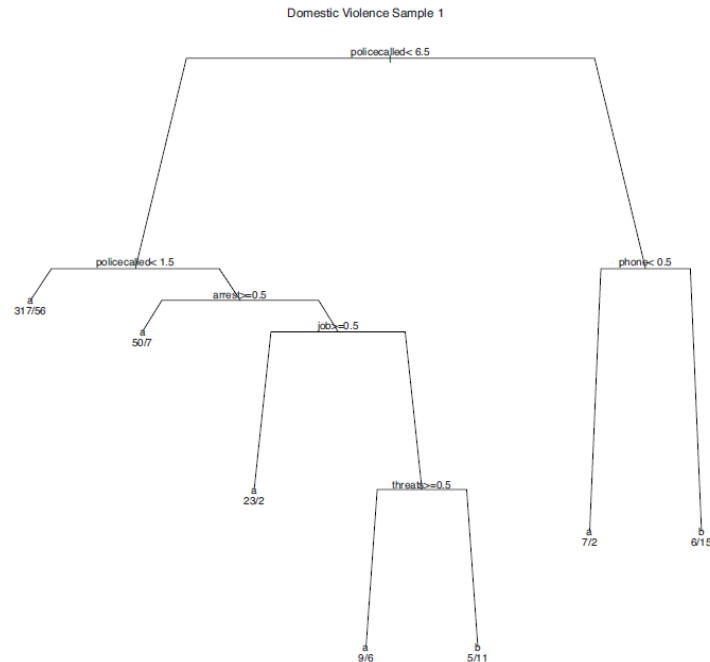 Domestic Violence Sample 1
policecalled< 6.5
policecalled< 1.5
phone< 0.5
a
317/56
arrest>=0.5
a
50/7
job>=0.5
a
23/2
threats>=0.5
a
7/2
b
6/15
a
9/6
b
5/11